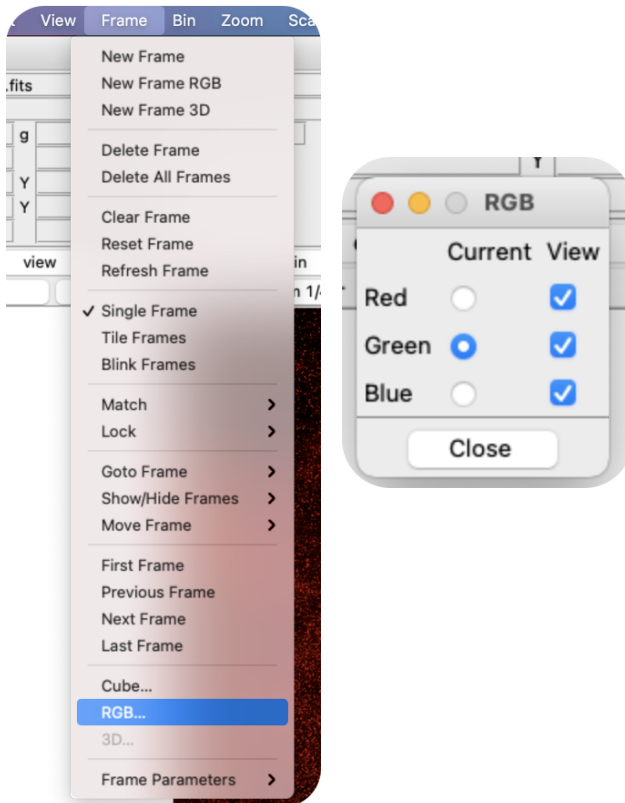 View Frame Bin Zoom
New Frame
.fits
New Frame RGB
New Frame 3D
g
Delete Frame
Y
Delete All Frames
Y
Clear Frame
Reset Frame
view
Refresh Frame
in
Single Frame
Tile Frames
Blink Frames
Match
Lock
Goto Frame
Show/Hide Frames
Move Frame
First Frame
Previous Frame
Next Frame
Last Frame
Cube...
RGB...
3D...
Frame Parameters
RGB
Current View
Red
Green
Blue
Close